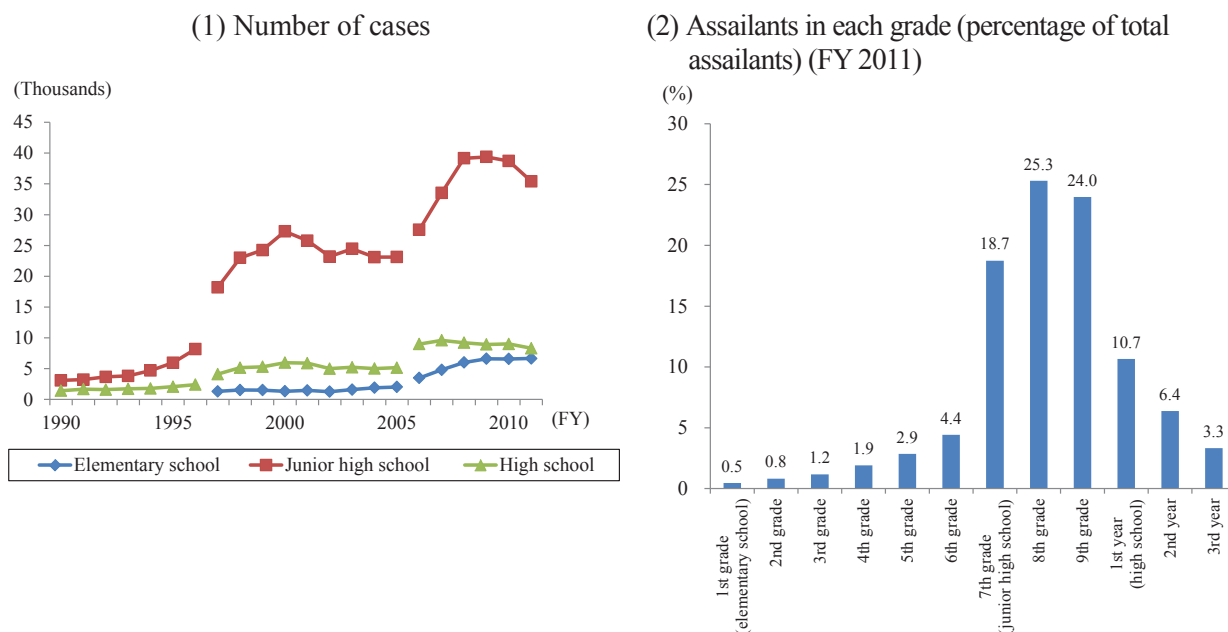 (1) Number of cases
(Thousands)
45
40
35
30
25
20
15
10
5
0
1990 1995 2000 2005 2010 (FY)
Elementary school Junior high school High school
(2) Assailants in each grade (percentage of total
assailants) (FY 2011)
(%)
30
25
20
15
10
5
0
0.5 0.8 1.2 1.9 2.9 4.4 18.7 25.3 24.0 10.7 6.4 3.3
1st grade
(elementary school)
2nd grade
3rd grade
4th grade
5th grade
6th grade
7th grade
(junior high school)
8th grade
9th grade
1st year
(high school)
2nd year
3rd year